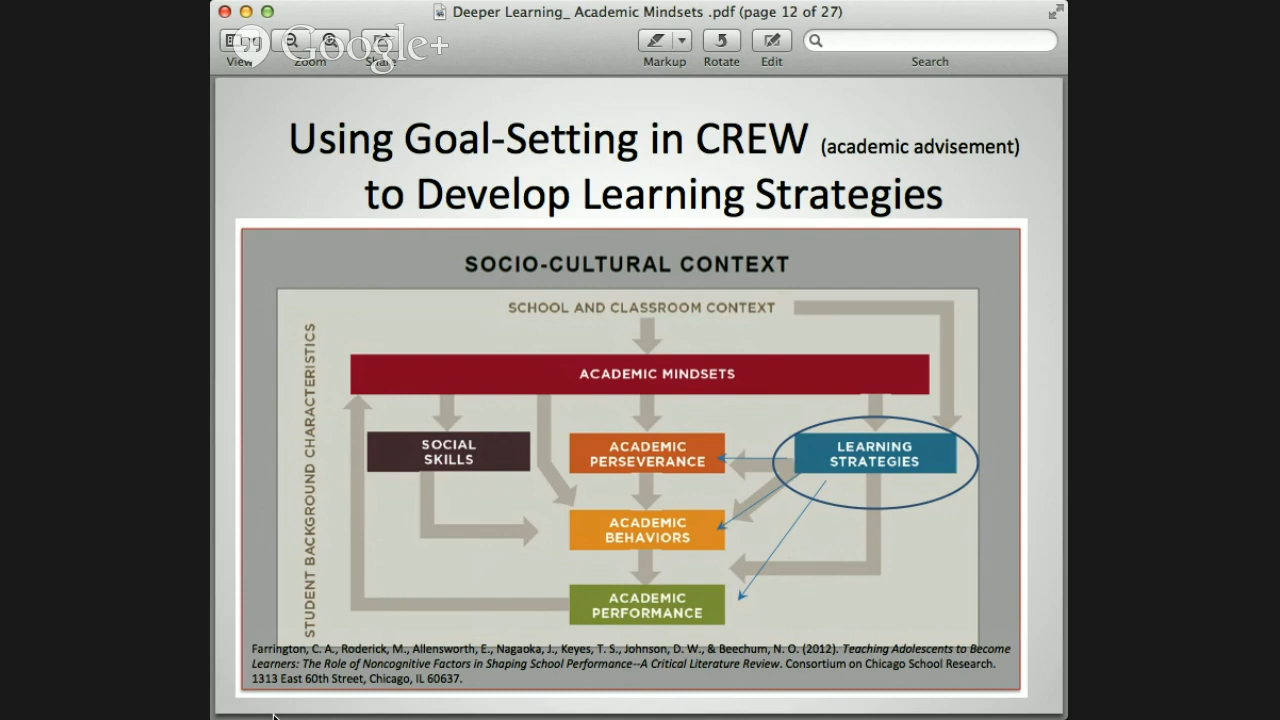 Deeper Learning_ Academic Mindsets .pdf (page 12 of 27)
Google+
View
Zoom
Share
Markup
Rotate
Edit
Search
Using Goal-Setting in CREW (academic advisement)
to Develop Learning Strategies
SOCIO-CULTURAL CONTEXT
SCHOOL AND CLASSROOM CONTEXT
STUDENT BACKGROUND CHARACTERISTICS
ACADEMIC MINDSETS
SOCIAL
SKILLS
ACADEMIC
PERSEVERANCE
LEARNING
STRATEGIES
ACADEMIC
BEHAVIORS
ACADEMIC
PERFORMANCE
Farrington, C. A., Roderick, M., Allensworth, E., Nagaoka, J., Keyes, T. S., Johnson, D. W., & Beechum, N. O. (2012). Teaching Adolescents to Become
Learners: The Role of Noncognitive Factors in Shaping School Performance--A Critical Literature Review. Consortium on Chicago School Research.
1313 East 60th Street, Chicago, IL 60637.